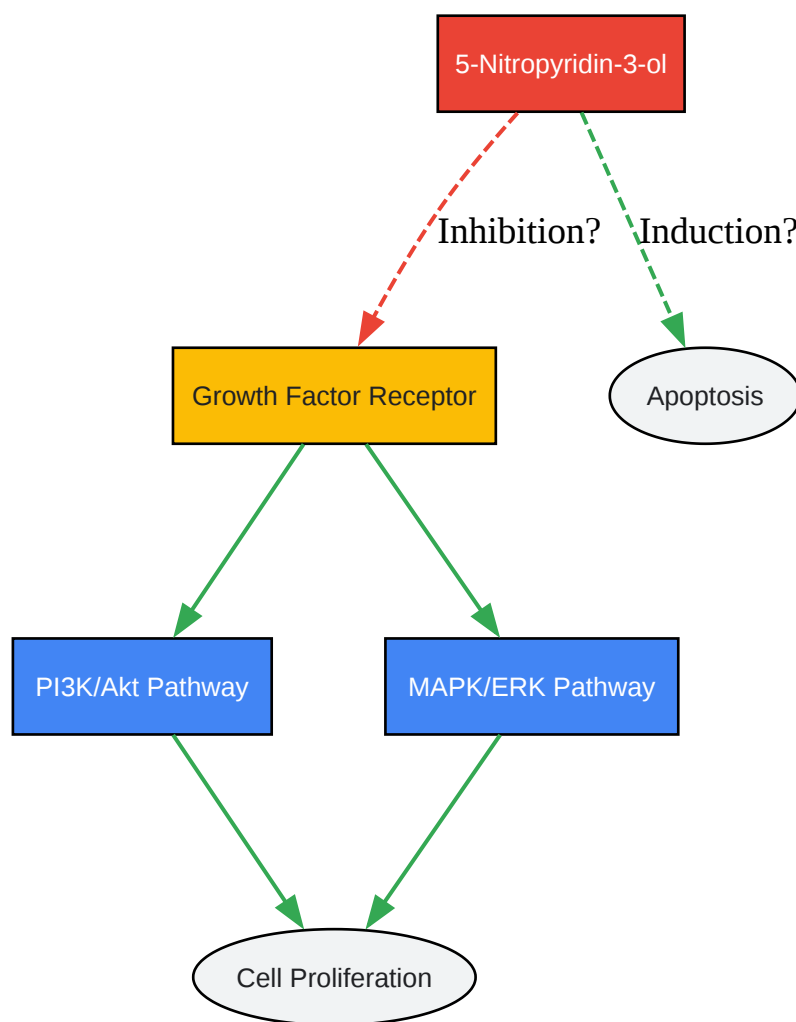 5-Nitropyridin-3-ol
Inhibition?
Induction?
Growth Factor Receptor
Apoptosis
PI3K/Akt Pathway
MAPK/ERK Pathway
Cell Proliferation